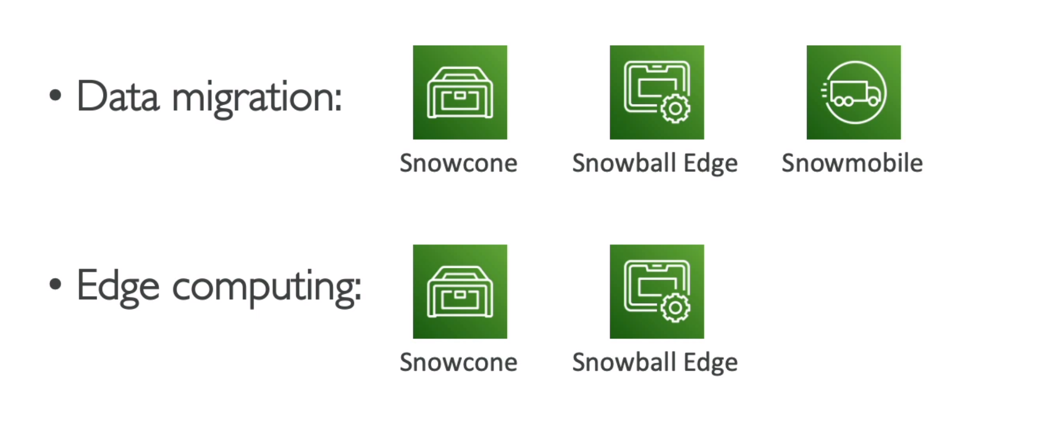 • Data migration:
Snowcone Snowball Edge Snowmobile
• Edge computing:
Snowcone Snowball Edge